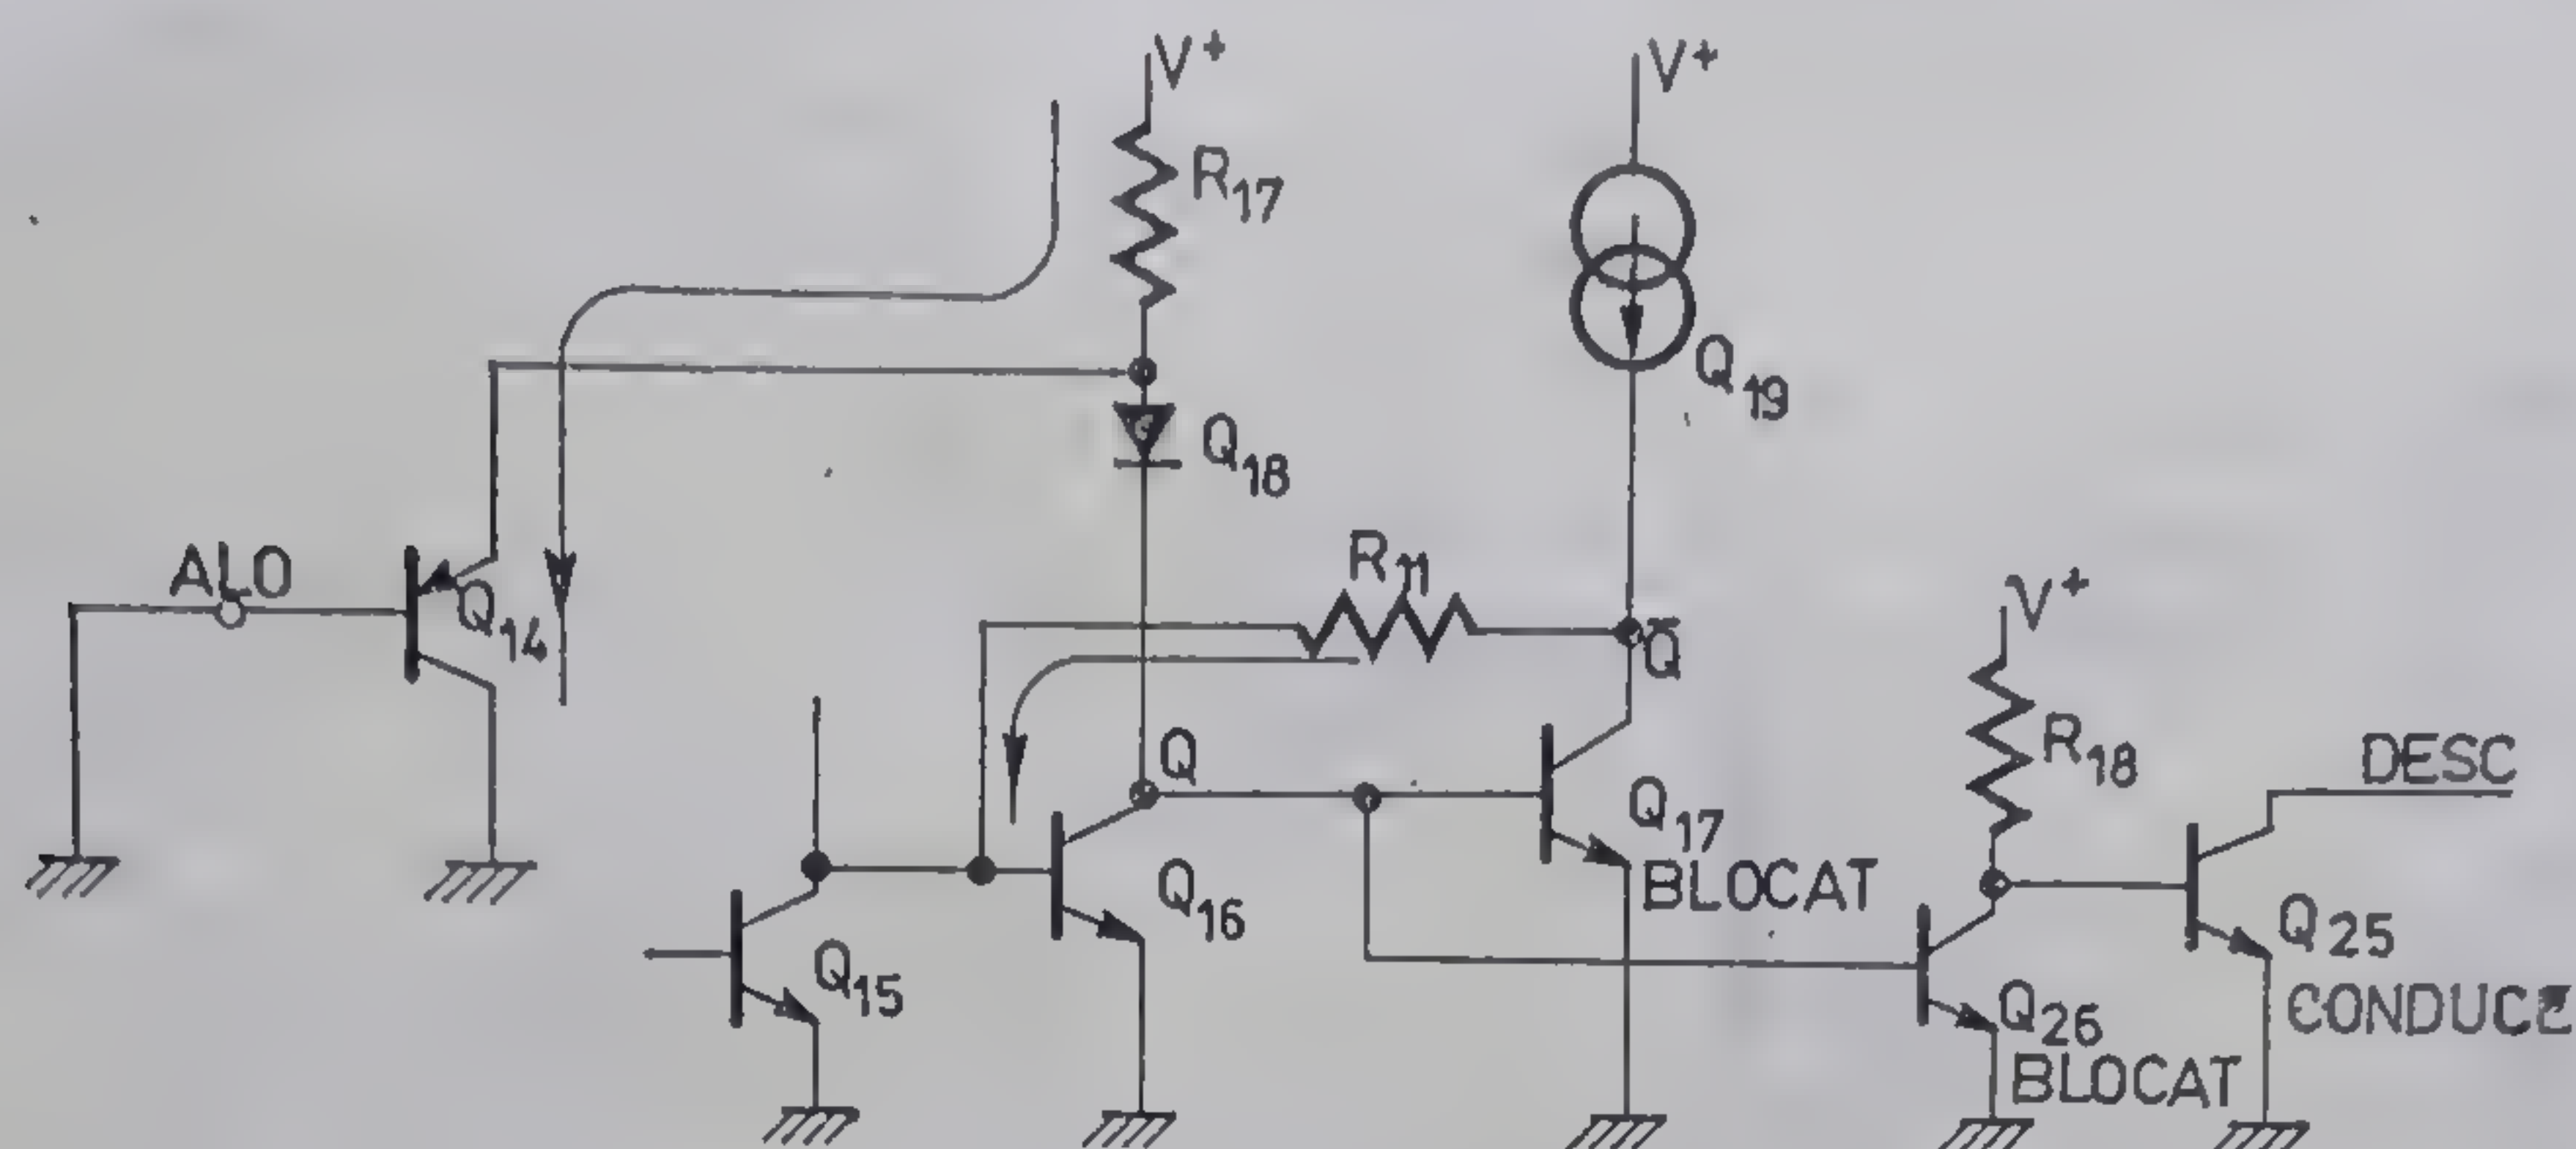 V+
V+
R17
Q18
Q19
ALO
Q14
R11
Q̅
V+
Q
R18
DESC
Q17
BLOCAT
Q16
Q15
Q25
CONDUCE
Q26
BLOCAT